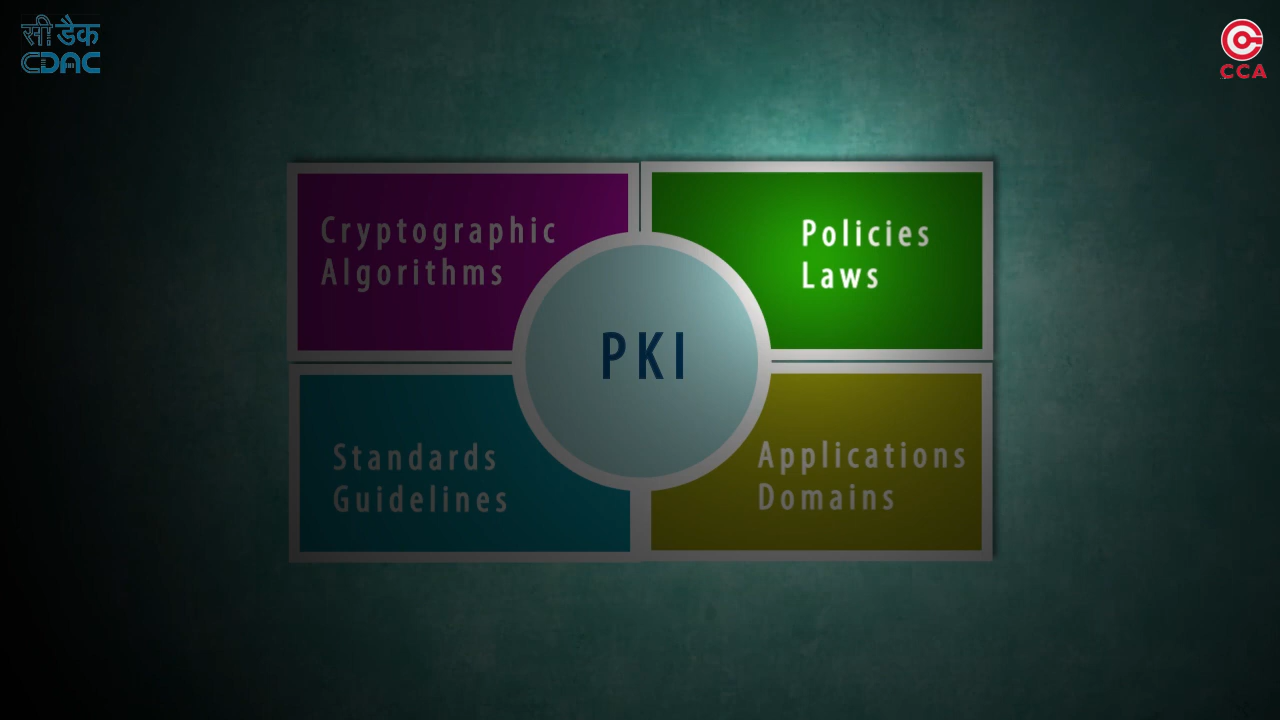 सी डैक
CDAC
CCA
Cryptographic
Algorithms
Policies
Laws
PKI
Standards
Guidelines
Applications
Domains